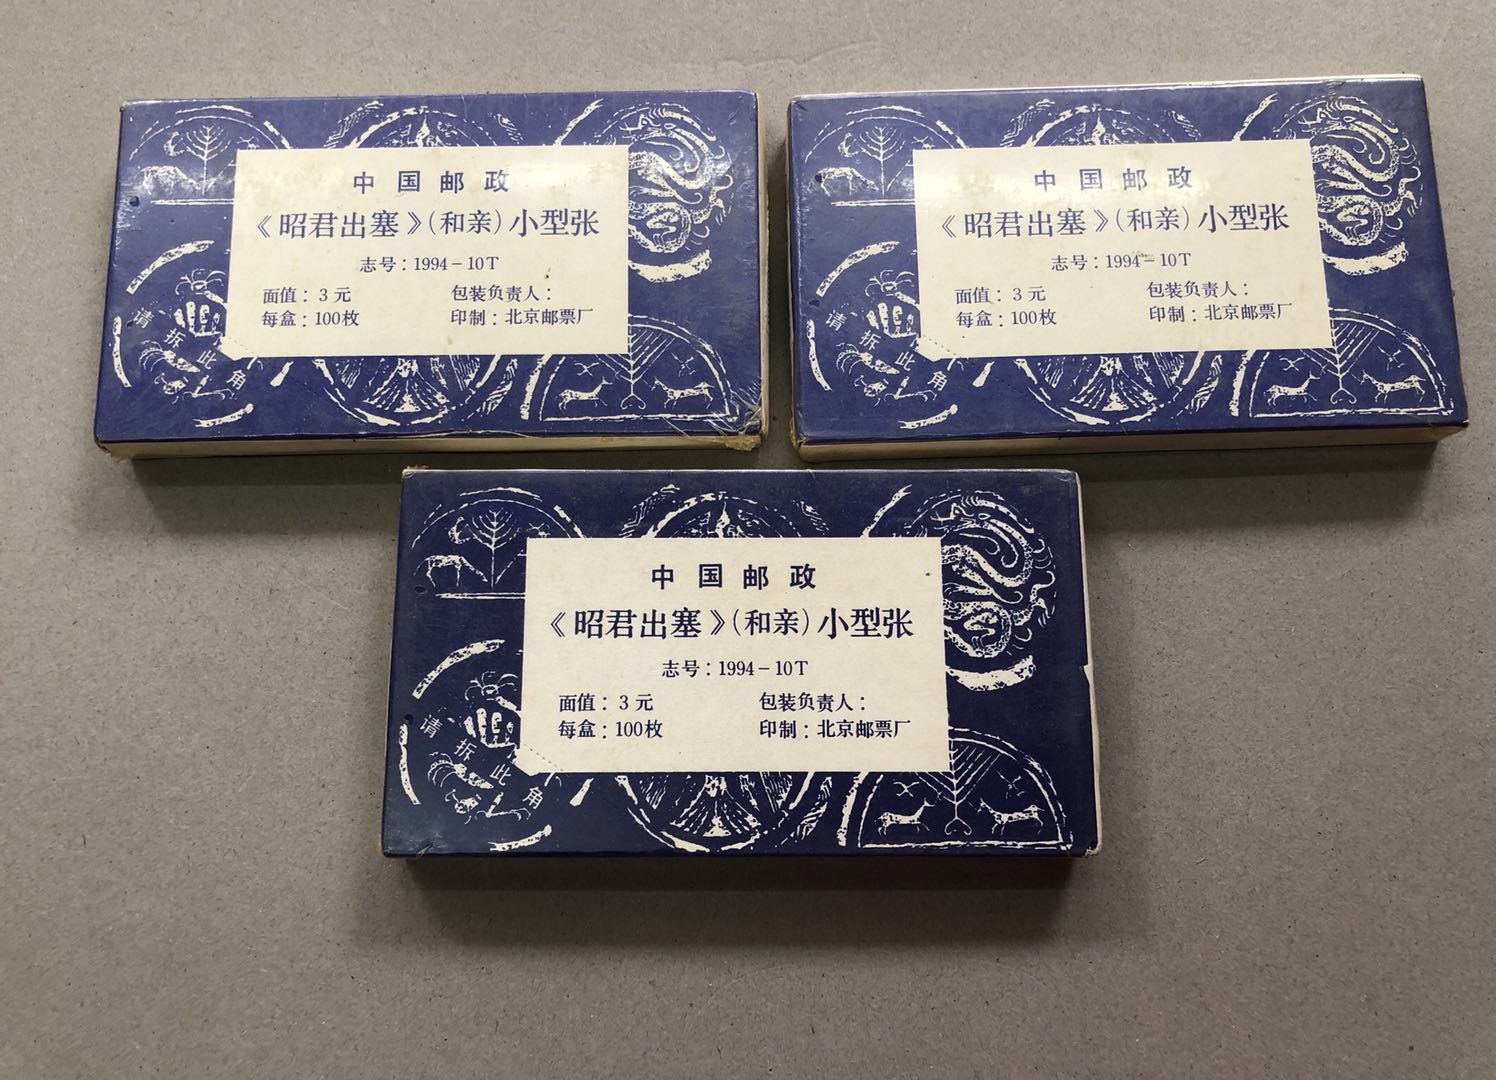 中国邮政
《昭君出塞》(和亲)小型张
志号：1994－10T
面值：3元 包装负责人：
每盒：100枚 印制：北京邮票厂
请拆此角
中国邮政
《昭君出塞》(和亲)小型张
志号：1994－10T
面值：3元 包装负责人：
每盒：100枚 印制：北京邮票厂
请拆此角
中国邮政
《昭君出塞》(和亲)小型张
志号：1994－10T
面值：3元 包装负责人：
每盒：100枚 印制：北京邮票厂
请拆此角